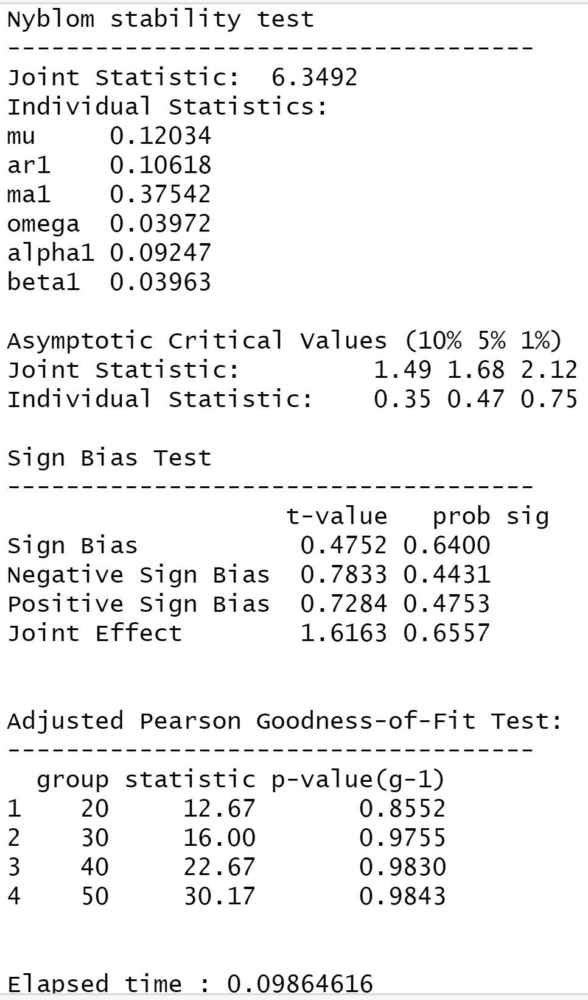 Nyblom stability test
------------------------------------
Joint Statistic:  6.3492
Individual Statistics:
mu     0.12034
ar1    0.10618
ma1    0.37542
omega  0.03972
alpha1 0.09247
beta1  0.03963
Asymptotic Critical Values (10% 5% 1%)
Joint Statistic:         1.49 1.68 2.12
Individual Statistic:    0.35 0.47 0.75
Sign Bias Test
------------------------------------
                   t-value   prob sig
Sign Bias           0.4752 0.6400
Negative Sign Bias  0.7833 0.4431
Positive Sign Bias  0.7284 0.4753
Joint Effect        1.6163 0.6557
Adjusted Pearson Goodness-of-Fit Test:
------------------------------------
  group statistic p-value(g-1)
1    20     12.67       0.8552
2    30     16.00       0.9755
3    40     22.67       0.9830
4    50     30.17       0.9843
Elapsed time : 0.09864616